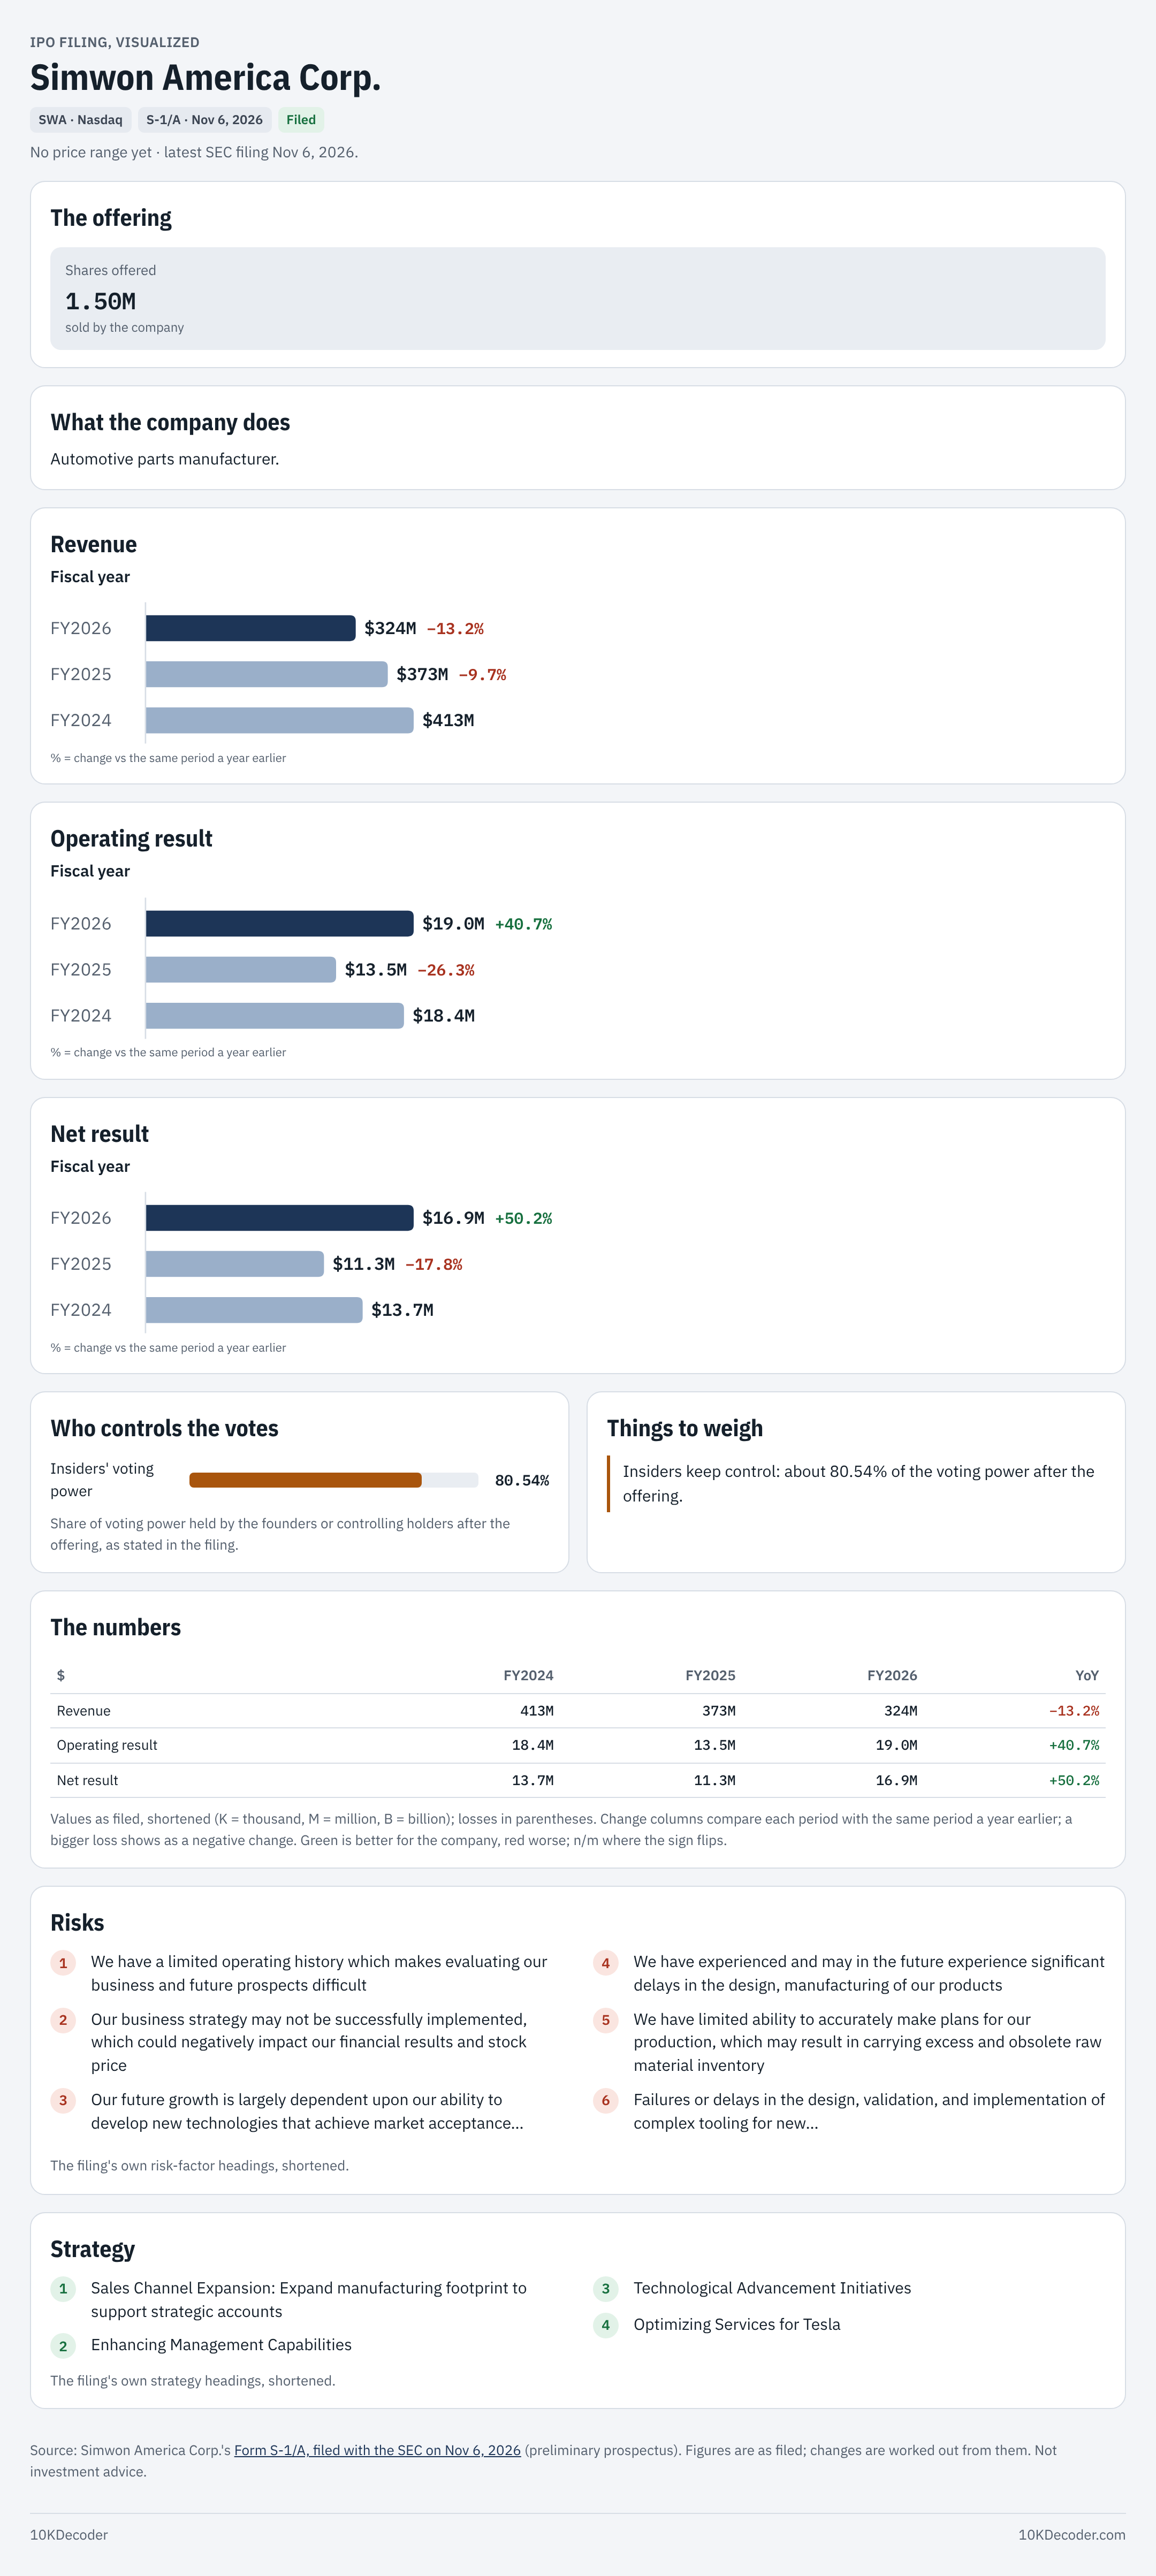 IPO FILING, VISUALIZED
Simwon America Corp.
SWA · Nasdaq
S-1/A · Nov 6, 2026
Filed
No price range yet · latest SEC filing Nov 6, 2026.
The offering
Shares offered
1.50M
sold by the company
What the company does
Automotive parts manufacturer.
Revenue
Fiscal year
FY2026 $324M −13.2%
FY2025 $373M −9.7%
FY2024 $413M
% = change vs the same period a year earlier
Operating result
Fiscal year
FY2026 $19.0M +40.7%
FY2025 $13.5M −26.3%
FY2024 $18.4M
% = change vs the same period a year earlier
Net result
Fiscal year
FY2026 $16.9M +50.2%
FY2025 $11.3M −17.8%
FY2024 $13.7M
% = change vs the same period a year earlier
Who controls the votes
Insiders' voting
power
80.54%
Share of voting power held by the founders or controlling holders after the
offering, as stated in the filing.
Things to weigh
Insiders keep control: about 80.54% of the voting power after the
offering.
The numbers
$ FY2024 FY2025 FY2026 YoY
Revenue 413M 373M 324M −13.2%
Operating result 18.4M 13.5M 19.0M +40.7%
Net result 13.7M 11.3M 16.9M +50.2%
Values as filed, shortened (K = thousand, M = million, B = billion); losses in parentheses. Change columns compare each period with the same period a year earlier; a
bigger loss shows as a negative change. Green is better for the company, red worse; n/m where the sign flips.
Risks
1 We have a limited operating history which makes evaluating our
business and future prospects difficult
2 Our business strategy may not be successfully implemented,
which could negatively impact our financial results and stock
price
3 Our future growth is largely dependent upon our ability to
develop new technologies that achieve market acceptance…
4 We have experienced and may in the future experience significant
delays in the design, manufacturing of our products
5 We have limited ability to accurately make plans for our
production, which may result in carrying excess and obsolete raw
material inventory
6 Failures or delays in the design, validation, and implementation of
complex tooling for new…
The filing's own risk-factor headings, shortened.
Strategy
1 Sales Channel Expansion: Expand manufacturing footprint to
support strategic accounts
2 Enhancing Management Capabilities
3 Technological Advancement Initiatives
4 Optimizing Services for Tesla
The filing's own strategy headings, shortened.
Source: Simwon America Corp.'s Form S-1/A, filed with the SEC on Nov 6, 2026 (preliminary prospectus). Figures are as filed; changes are worked out from them. Not
investment advice.
10KDecoder
10KDecoder.com